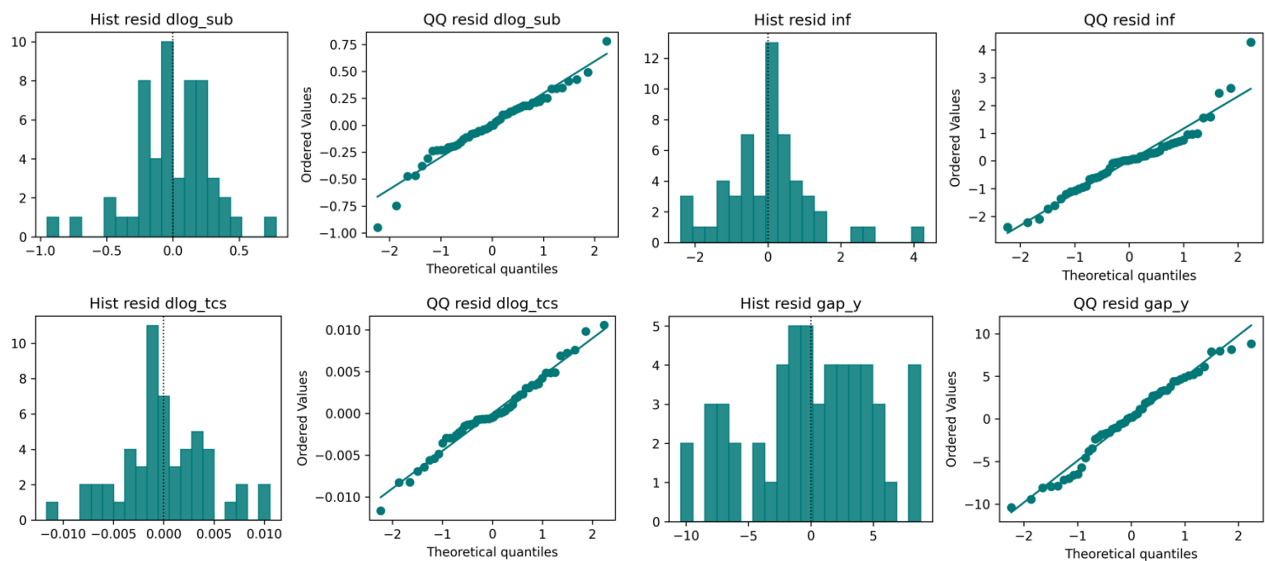 Hist resid dlog_sub
10
8
6
4
2
0
−1.0 −0.5 0.0 0.5
QQ resid dlog_sub
Ordered Values
0.75
0.50
0.25
0.00
−0.25
−0.50
−0.75
−1.00
−2 −1 0 1 2
Theoretical quantiles
Hist resid inf
12
10
8
6
4
2
0
−2 0 2 4
QQ resid inf
Ordered Values
4
3
2
1
0
−1
−2
−2 −1 0 1 2
Theoretical quantiles
Hist resid dlog_tcs
10
8
6
4
2
0
−0.010 −0.005 0.000 0.005 0.010
QQ resid dlog_tcs
Ordered Values
0.010
0.005
0.000
−0.005
−0.010
−2 −1 0 1 2
Theoretical quantiles
Hist resid gap_y
5
4
3
2
1
0
−10 −5 0 5
QQ resid gap_y
Ordered Values
10
5
0
−5
−10
−2 −1 0 1 2
Theoretical quantiles